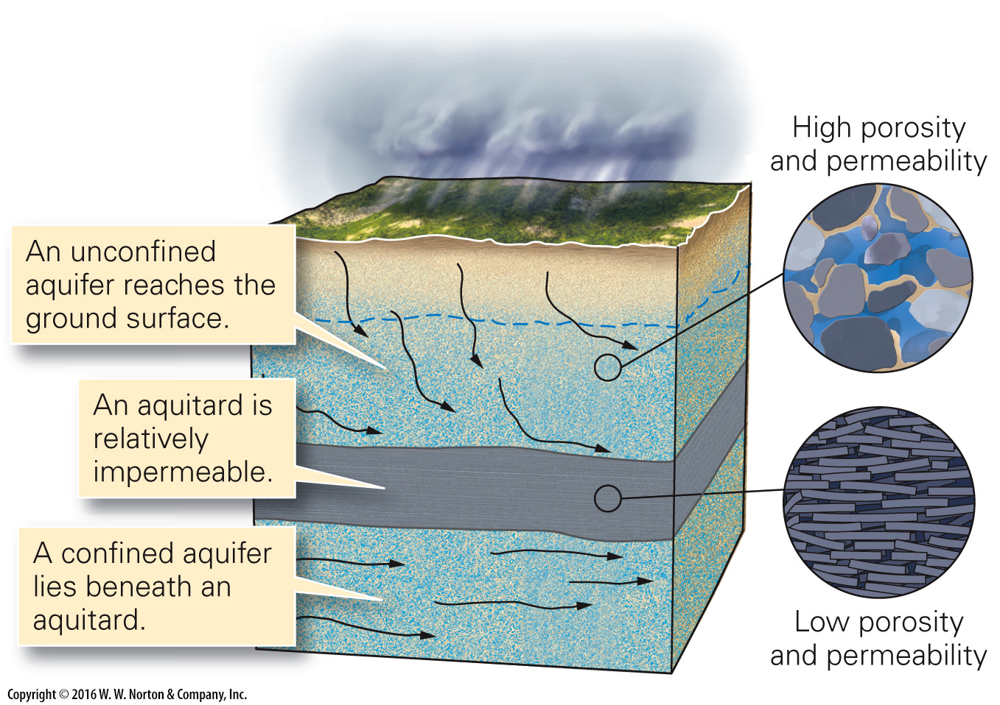 High porosity
and permeability
An unconfined
aquifer reaches the
ground surface.
An aquitard is
relatively
impermeable.
A confined aquifer
lies beneath an
aquitard.
Low porosity
and permeability
Copyright © 2016 W. W. Norton & Company, Inc.